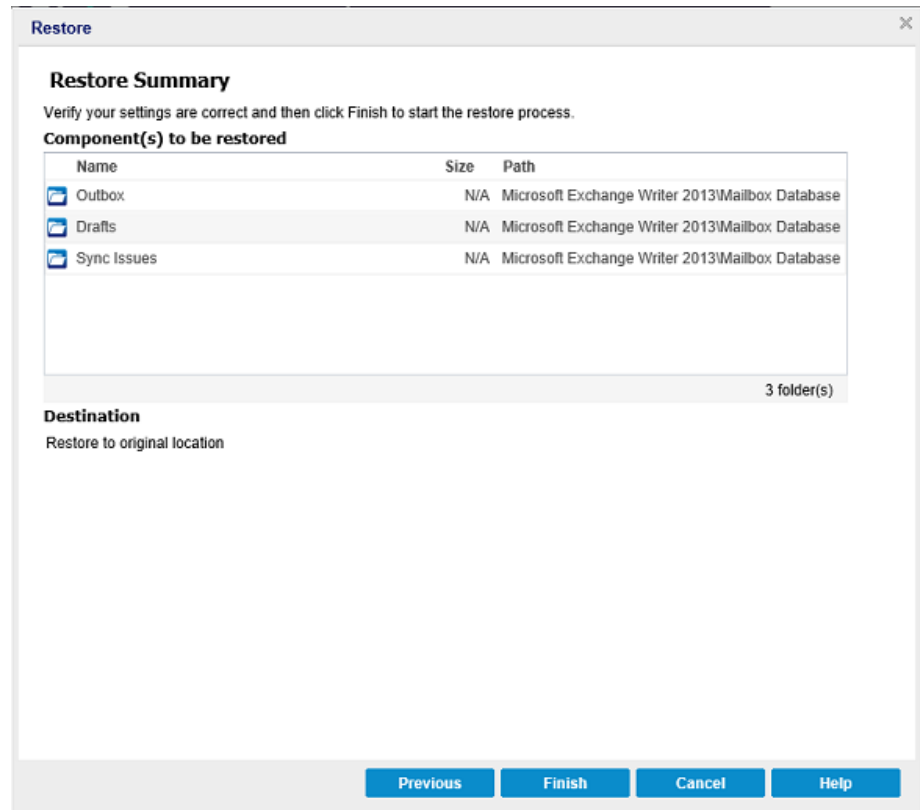 Restore
Restore Summary
Verify your settings are correct and then click Finish to start the restore process.
Component(s) to be restored
Name Size Path
Outbox N/A Microsoft Exchange Writer 2013\Mailbox Database
Drafts N/A Microsoft Exchange Writer 2013\Mailbox Database
Sync Issues N/A Microsoft Exchange Writer 2013\Mailbox Database
3 folder(s)
Destination
Restore to original location
Previous Finish Cancel Help